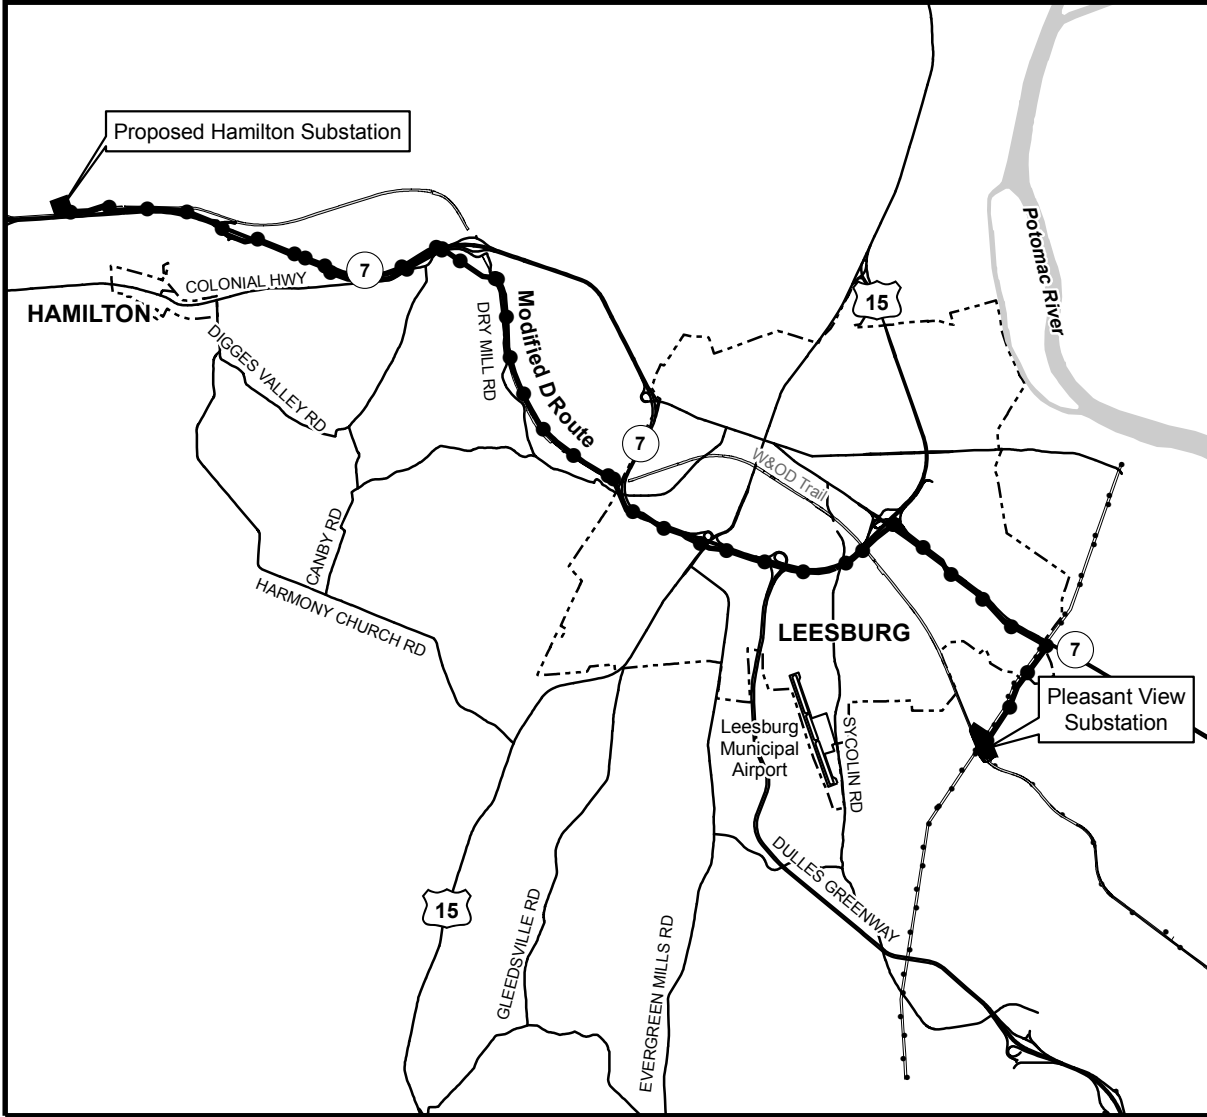 Proposed Hamilton Substation
Potomac River
7
COLONIAL HWY
15
HAMILTON
Modified D Route
DRY MILL RD
DIGGES VALLEY RD
7
W&OD Trail
CANBY RD
HARMONY CHURCH RD
LEESBURG
7
Pleasant View
Substation
Leesburg
Municipal
Airport
SYCOLIN RD
DULLES GREENWAY
15
GLEEDSVILLE RD
EVERGREEN MILLS RD